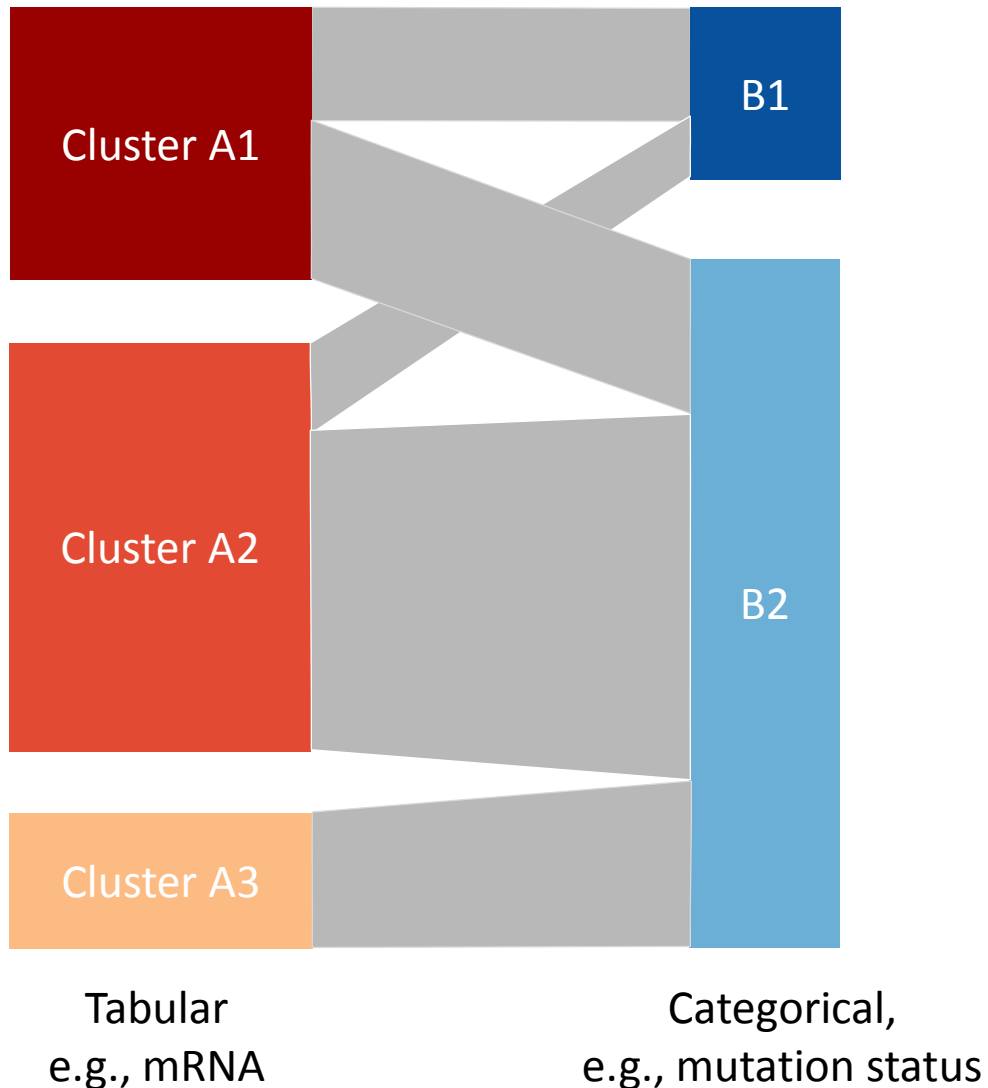 Cluster A1
B1
Cluster A2
B2
Cluster A3
Tabular
e.g., mRNA
Categorical,
e.g., mutation status